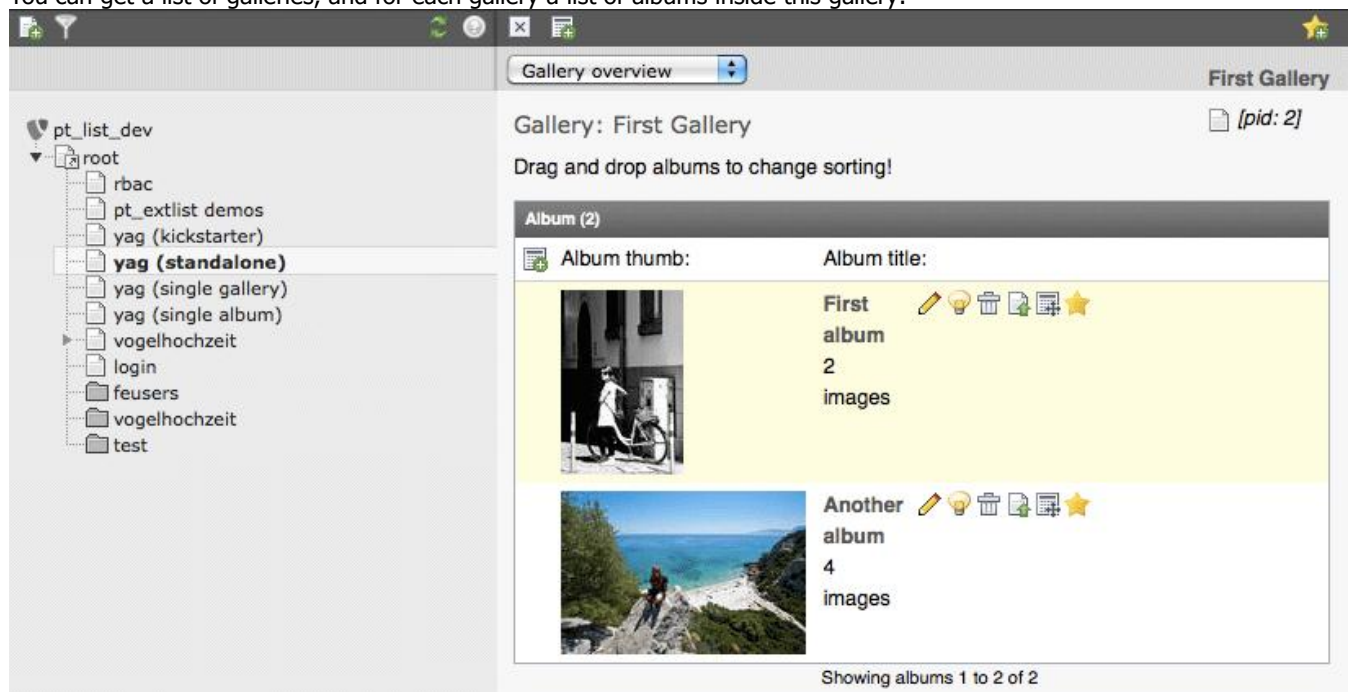 You can get a list of galleries, and for each gallery a list of albums inside this gallery.
Gallery overview
First Gallery
[pid: 2]
pt_list_dev
root
rbac
pt_extlist demos
yag (kickstarter)
yag (standalone)
yag (single gallery)
yag (single album)
vogelhochzeit
login
feusers
vogelhochzeit
test
Gallery: First Gallery
Drag and drop albums to change sorting!
Album (2)
Album thumb:
Album title:
First
album
2
images
Another
album
4
images
Showing albums 1 to 2 of 2